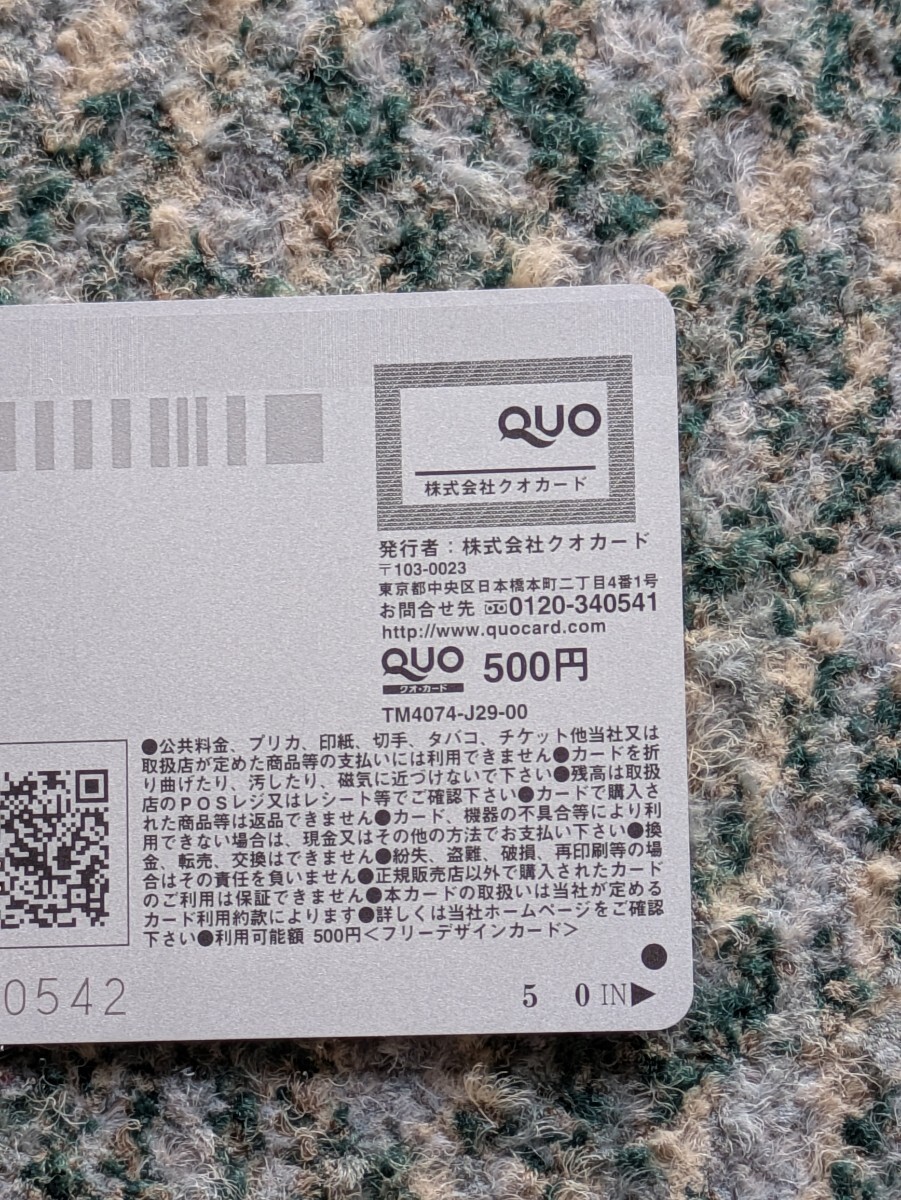 QUO
株式会社クオカード
発行者：株式会社クオカード
〒103-0023
東京都中央区日本橋本町二丁目4番1号
お問合せ先 0120-340541
http://www.quocard.com
QUO 500円
クオ・カード
TM4074-J29-00
●公共料金、プリカ、印紙、切手、タバコ、チケット他当社又は
取扱店が定めた商品等の支払いには利用できません●カードを折
り曲げたり、汚したり、磁気に近づけないで下さい●残高は取扱
店のPOSレジ又はレシート等でご確認下さい●カードで購入さ
れた商品等は返品できません●カード、機器の不具合等により利
用できない場合は、現金又はその他の方法でお支払い下さい●換
金、転売、交換はできません●紛失、盗難、破損、再印刷等の場
合はその責任を負いません●正規販売店以外で購入されたカード
のご利用は保証できません●本カードの取扱いは当社が定める
カード利用約款によります●詳しくは当社ホームページをご確認
下さい●利用可能額 500円＜フリーデザインカード＞
0542
5 0 IN▶